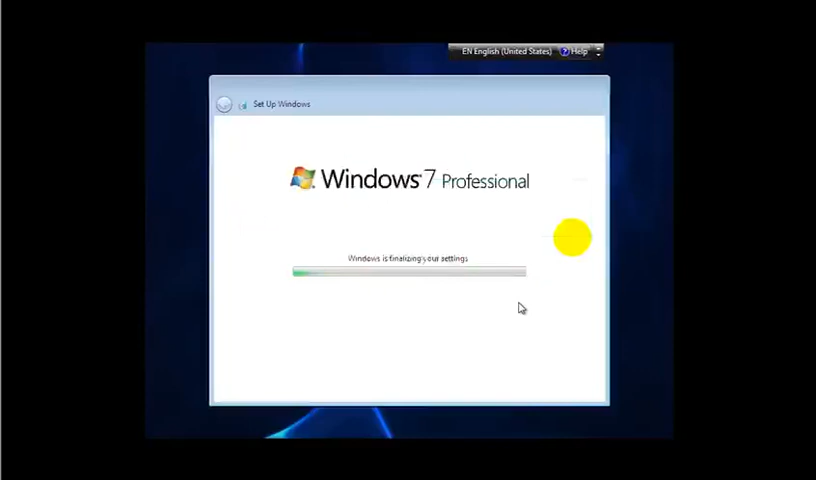 EN English (United States) Help
Set Up Windows
Windows 7 Professional
Windows is finalizing your settings